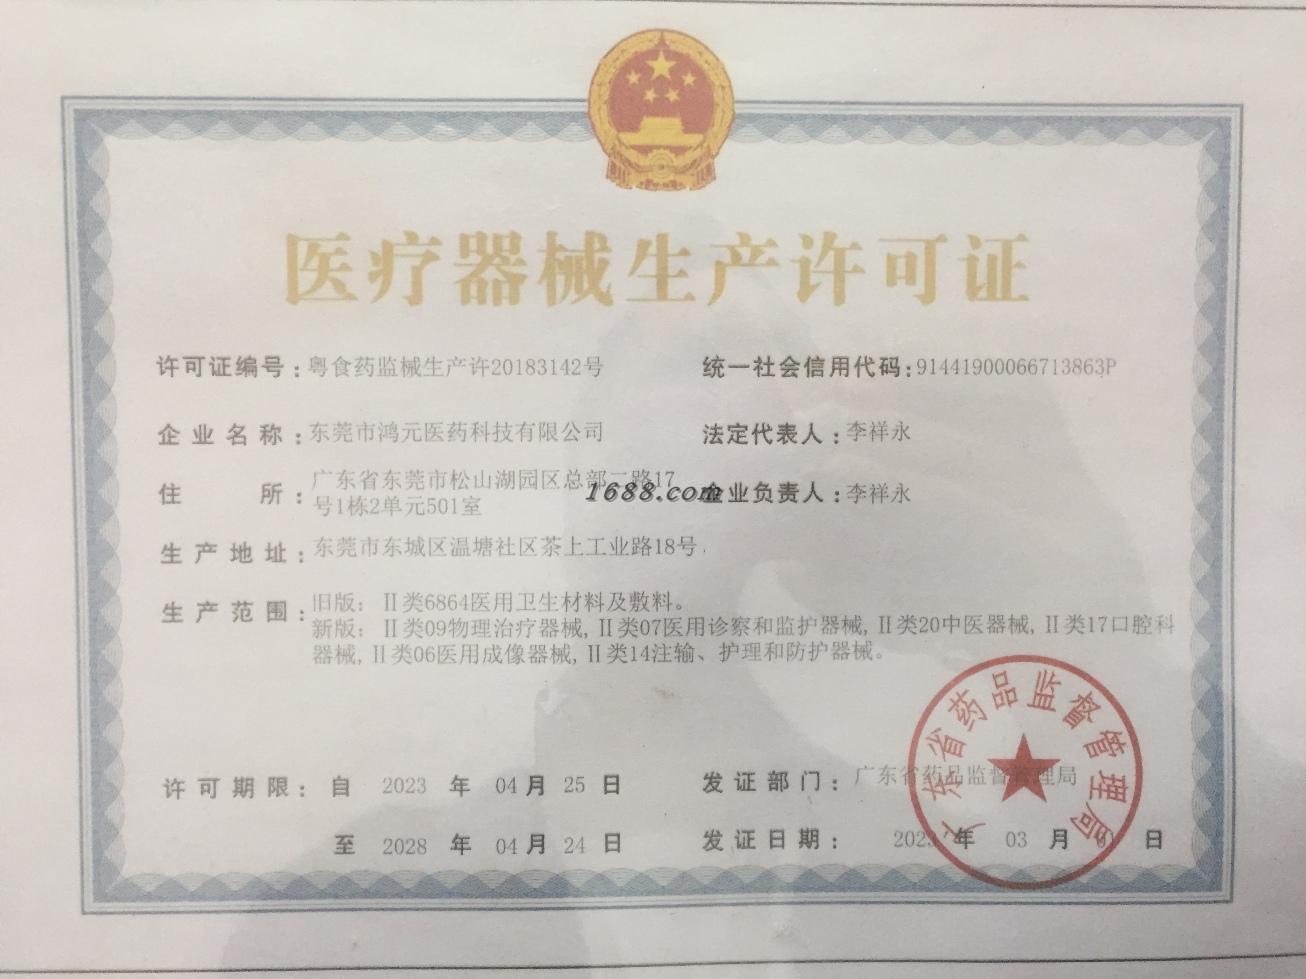 医疗器械生产许可证
许可证编号：粤食药监械生产许20183142号 统一社会信用代码：91441900066713863P
企业名称：东莞市鸿元医药科技有限公司 法定代表人：李祥永
住所：广东省东莞市松山湖园区总部二路17
号1栋2单元501室
1688.com
企业负责人：李祥永
生产地址：东莞市东城区温塘社区茶上工业路18号
生产范围：旧版：Ⅱ类6864医用卫生材料及敷料。
新版：Ⅱ类09物理治疗器械,Ⅱ类07医用诊察和监护器械,Ⅱ类20中医器械,Ⅱ类17口腔科
器械,Ⅱ类06医用成像器械,Ⅱ类14注输、护理和防护器械。
许可期限：自 2023 年 04 月 25 日 发证部门：广东省药品监督管理局
至 2028 年 04 月 24 日 发证日期：2023 年 03 月 日
广东省药品监督管理局